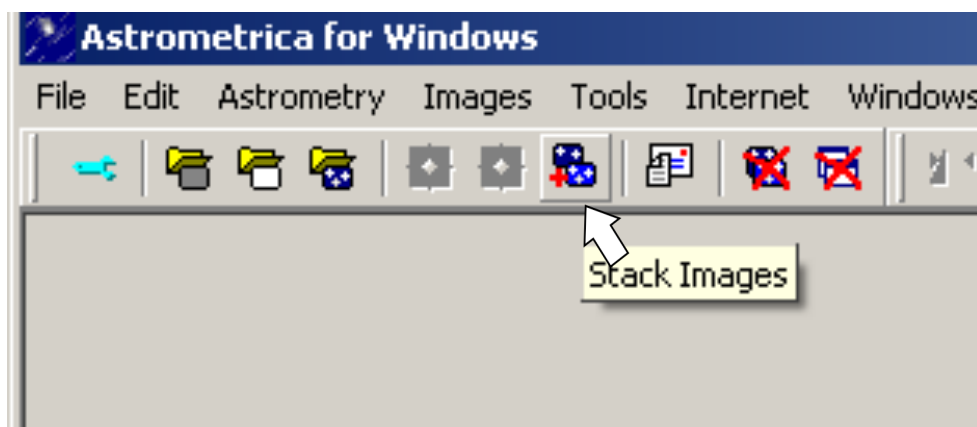 Astrometrica for Windows
File Edit Astrometry Images Tools Internet Windows
Stack Images